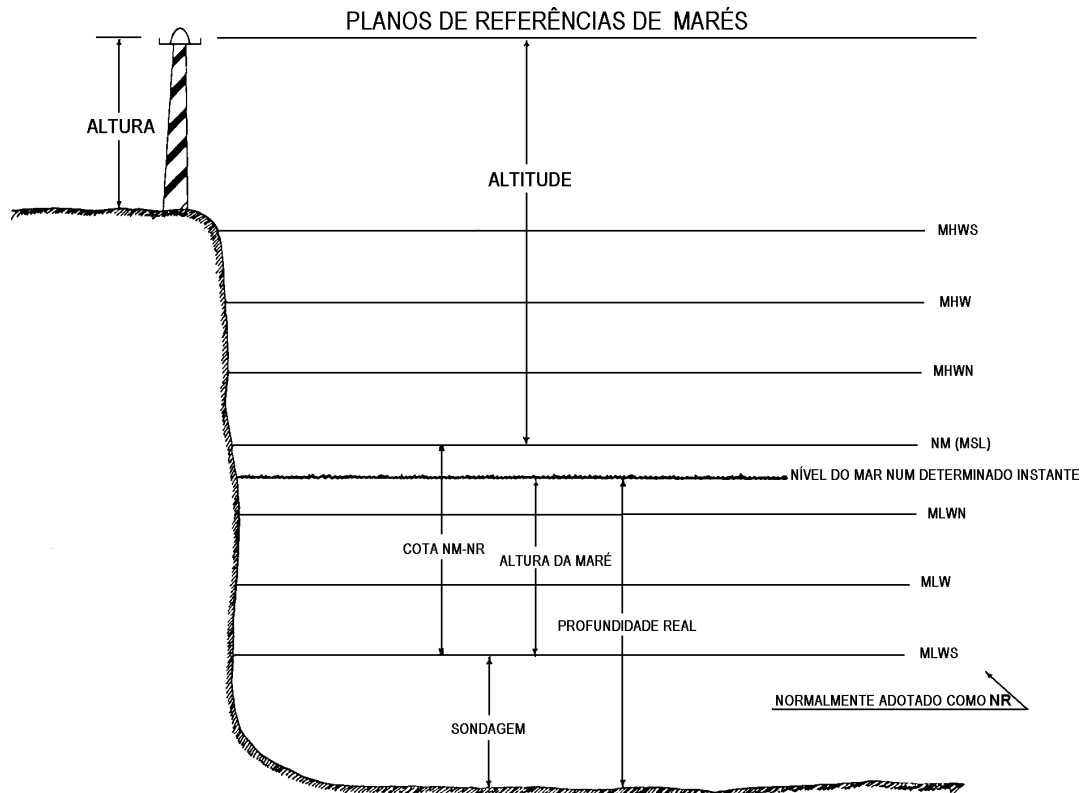 PLANOS DE REFERÊNCIAS DE MARÉS
ALTURA
ALTITUDE
MHWS
MHW
MHWN
NM (MSL)
NÍVEL DO MAR NUM DETERMINADO INSTANTE
MLWN
COTA NM-NR
ALTURA DA MARÉ
MLW
PROFUNDIDADE REAL
MLWS
NORMALMENTE ADOTADO COMO NR
SONDAGEM